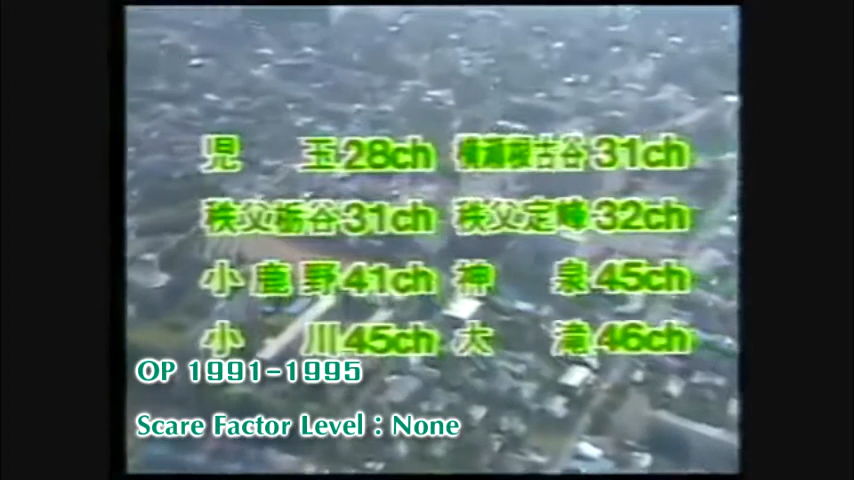 児玉28ch 横瀬根古谷31ch
秩父栃谷31ch 秩父定峰32ch
小鹿野41ch 神泉45ch
小川45ch 大滝46ch
OP 1991-1995
Scare Factor Level : None